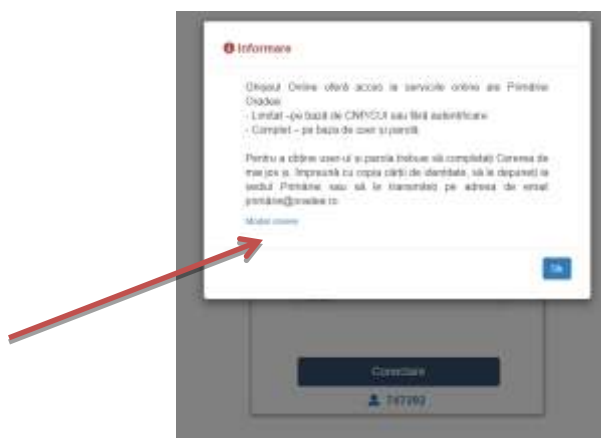 Informare
Ghișeul Online oferă acces la serviciile online ale Primăriei
Oradea:
- Limitat -pe bază de CNP/CUI sau fără autentificare
- Complet - pe baza de user și parolă
Pentru a obține user-ul și parola trebuie să completați Cererea de
mai jos și, împreună cu copia cărții de identitate, să le depuneți la
sediul Primăriei sau să le transmiteți pe adresa de email
primarie@oradea.ro
Model cerere
Ok
Conectare